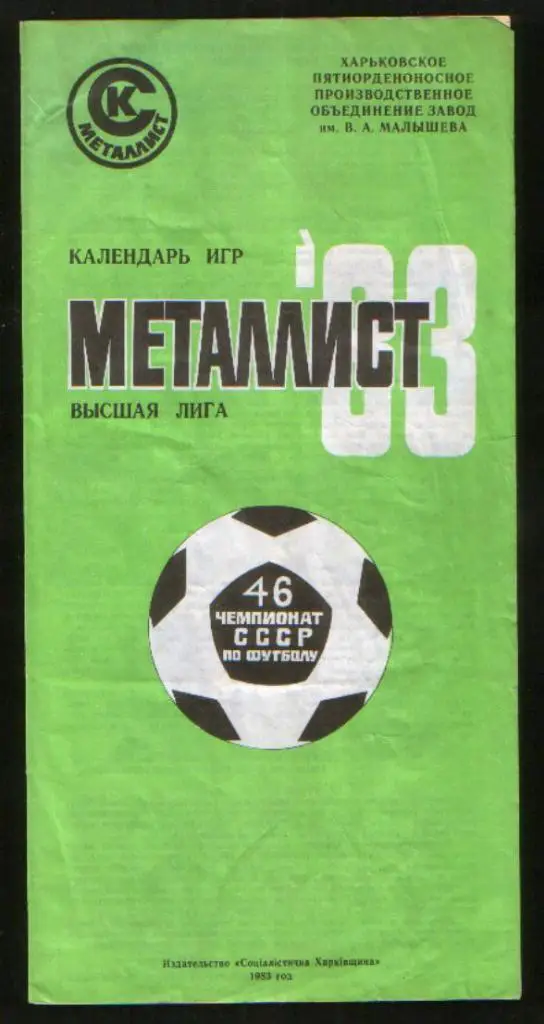 СК
МЕТАЛЛИСТ
ХАРЬКОВСКОЕ
ПЯТИОРДЕНОНОСНОЕ
ПРОИЗВОДСТВЕННОЕ
ОБЪЕДИНЕНИЕ ЗАВОД
им. В. А. МАЛЫШЕВА
КАЛЕНДАРЬ ИГР
'83
МЕТАЛЛИСТ
ВЫСШАЯ ЛИГА
46
ЧЕМПИОНАТ
СССР
ПО ФУТБОЛУ
Издательство «Соціалістична Харківщина»
1983 год